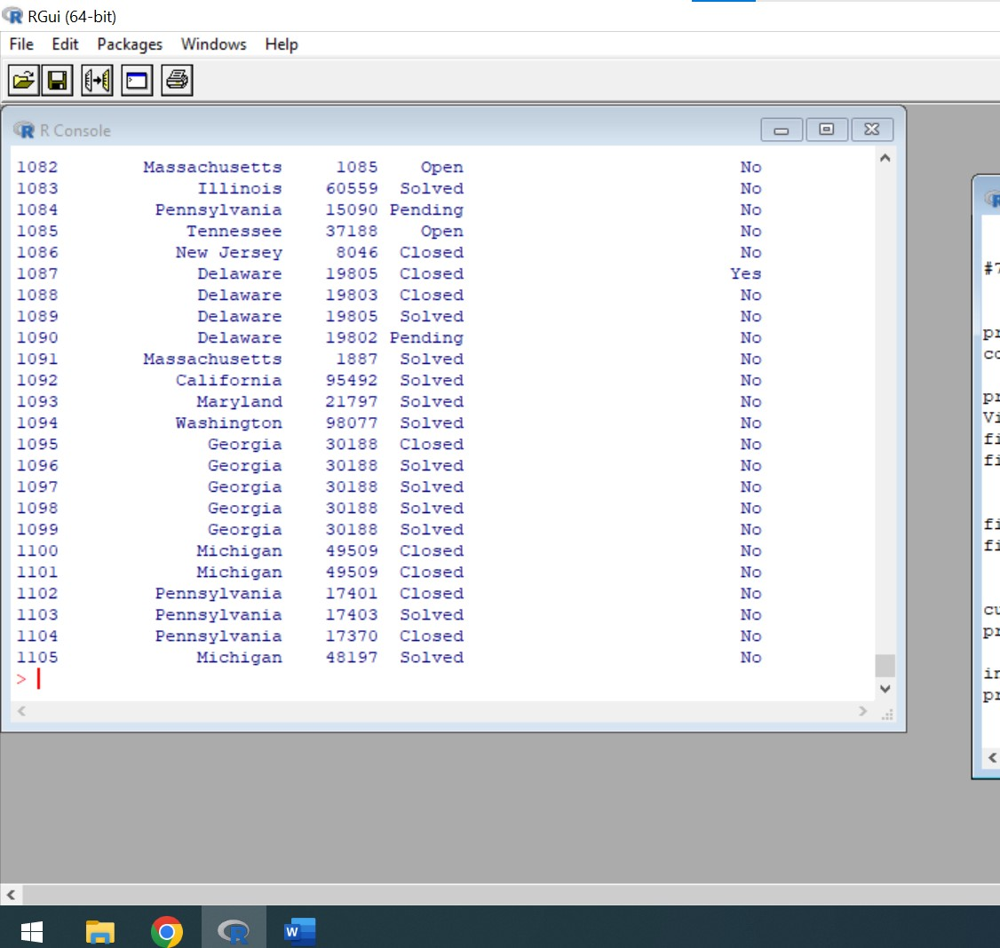 RGui (64-bit)
File Edit Packages Windows Help
R Console
1082 Massachusetts 1085 Open No
1083 Illinois 60559 Solved No
1084 Pennsylvania 15090 Pending No
1085 Tennessee 37188 Open No
1086 New Jersey 8046 Closed No
1087 Delaware 19805 Closed Yes
1088 Delaware 19803 Closed No
1089 Delaware 19805 Solved No
1090 Delaware 19802 Pending No
1091 Massachusetts 1887 Solved No
1092 California 95492 Solved No
1093 Maryland 21797 Solved No
1094 Washington 98077 Solved No
1095 Georgia 30188 Closed No
1096 Georgia 30188 Solved No
1097 Georgia 30188 Solved No
1098 Georgia 30188 Solved No
1099 Georgia 30188 Solved No
1100 Michigan 49509 Closed No
1101 Michigan 49509 Closed No
1102 Pennsylvania 17401 Closed No
1103 Pennsylvania 17403 Solved No
1104 Pennsylvania 17370 Closed No
1105 Michigan 48197 Solved No
>
#7
pr
co
pr
Vi
fi
fi
fi
fi
cu
pr
in
pr
W